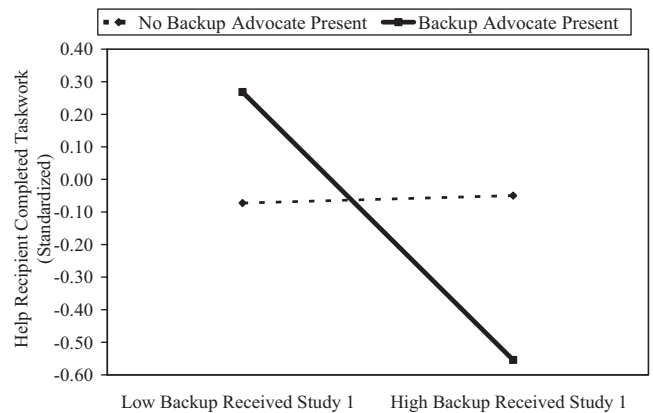 No Backup Advocate Present Backup Advocate Present
0.40
0.30
0.20
0.10
0.00
-0.10
-0.20
-0.30
-0.40
-0.50
-0.60
Help Recipient Completed Taskwork
(Standardized)
Low Backup Received Study 1 High Backup Received Study 1